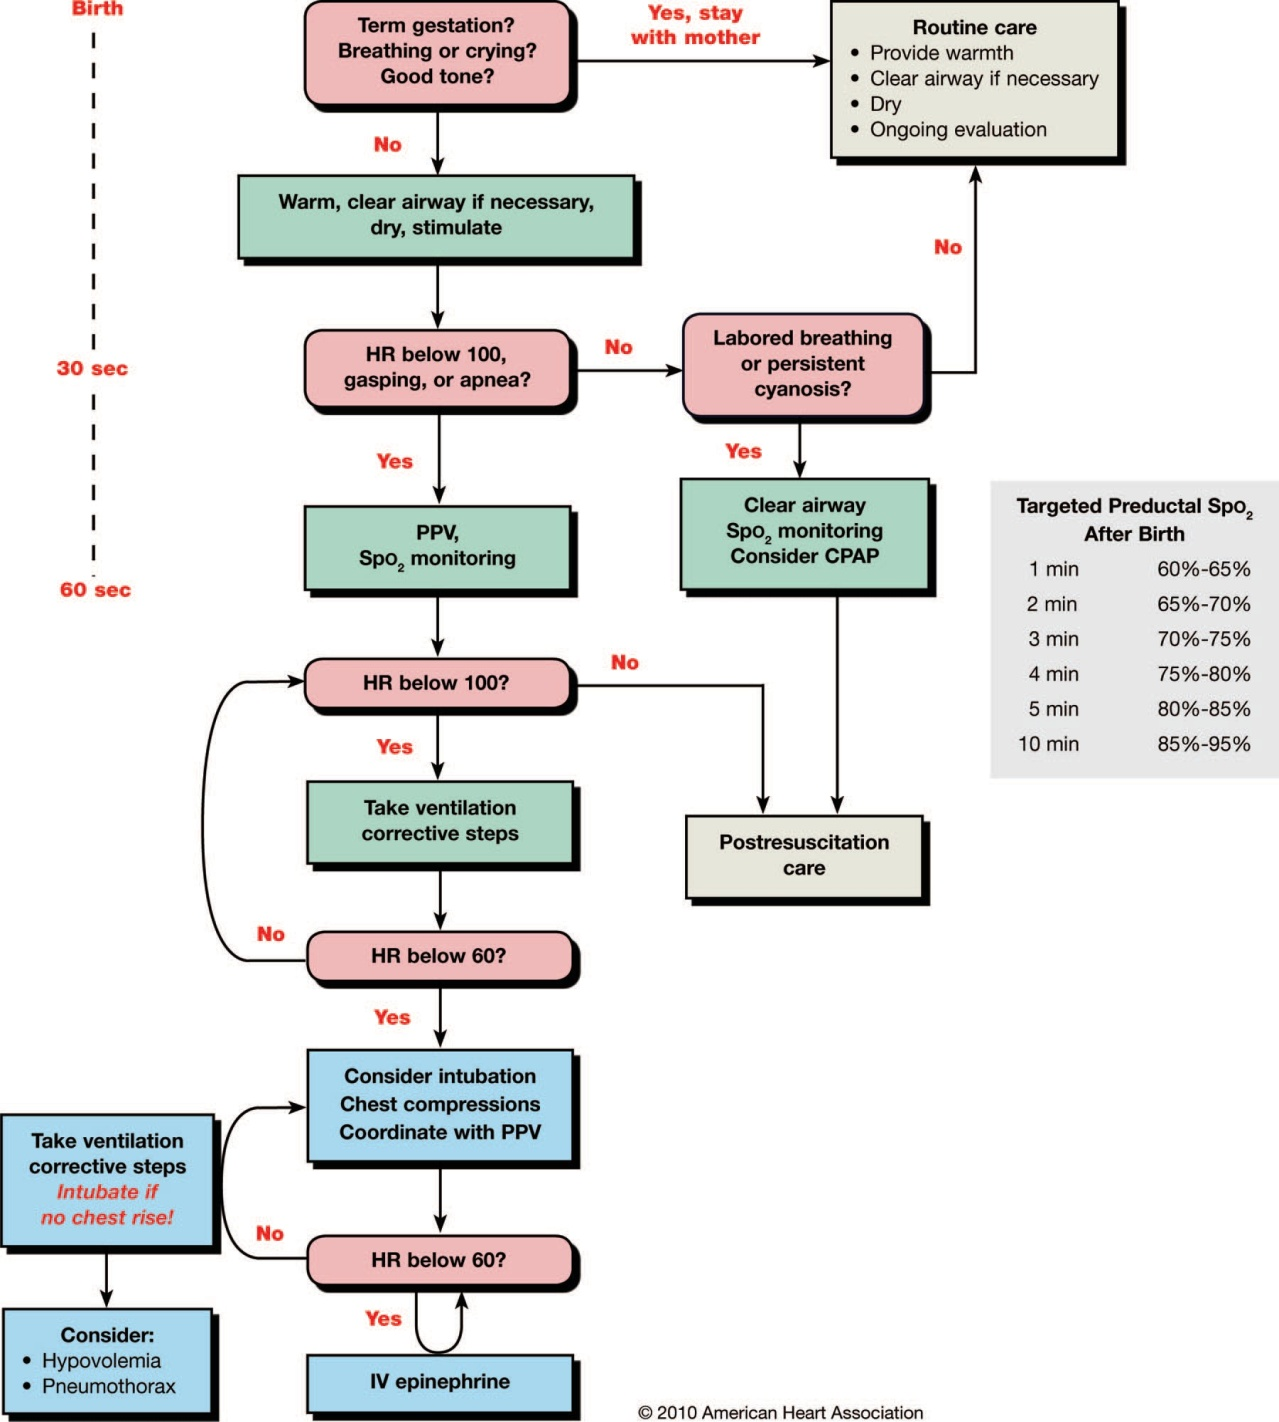 Birth
Term gestation?
Breathing or crying?
Good tone?
Yes, stay
with mother
Routine care
• Provide warmth
• Clear airway if necessary
• Dry
• Ongoing evaluation
No
Warm, clear airway if necessary,
dry, stimulate
No
30 sec
HR below 100,
gasping, or apnea?
No
Labored breathing
or persistent
cyanosis?
Yes
Yes
PPV,
SpO₂ monitoring
Clear airway
SpO₂ monitoring
Consider CPAP
60 sec
Targeted Preductal SpO₂
After Birth
1 min 60%-65%
2 min 65%-70%
3 min 70%-75%
4 min 75%-80%
5 min 80%-85%
10 min 85%-95%
HR below 100?
No
Yes
Take ventilation
corrective steps
Postresuscitation
care
No
HR below 60?
Yes
Consider intubation
Chest compressions
Coordinate with PPV
Take ventilation
corrective steps
Intubate if
no chest rise!
No
HR below 60?
Yes
Consider:
• Hypovolemia
• Pneumothorax
IV epinephrine
© 2010 American Heart Association